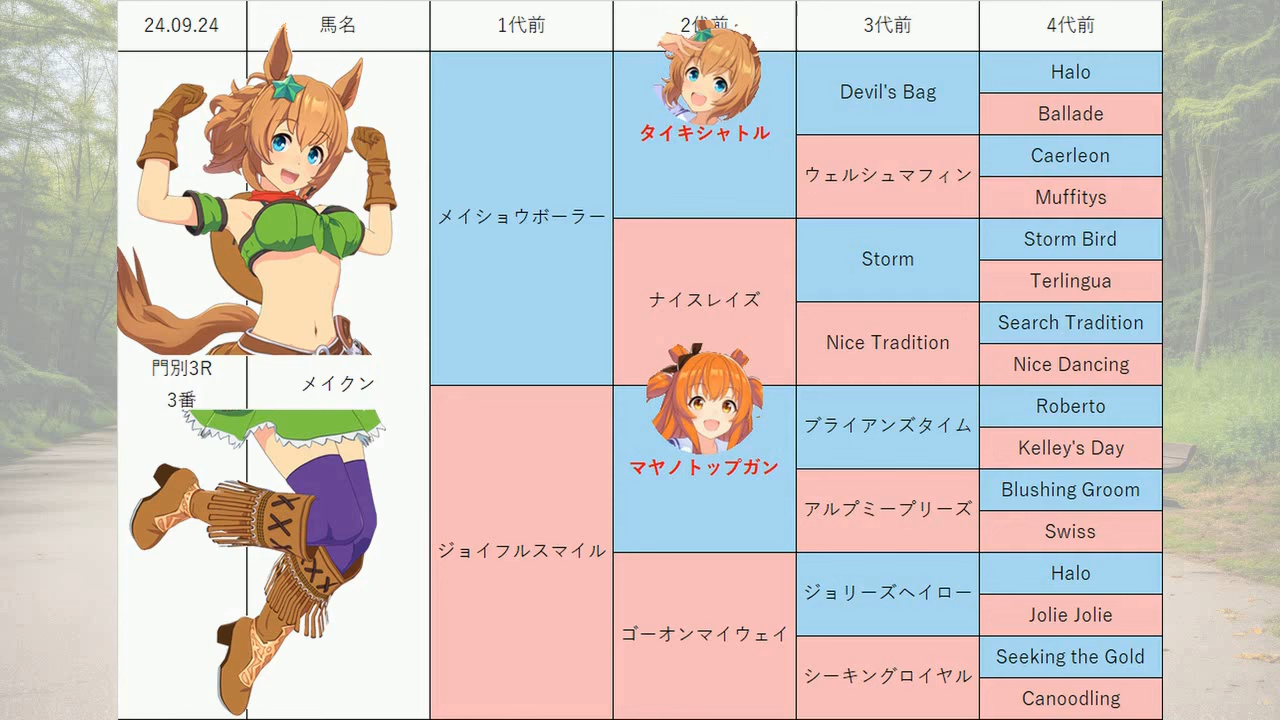 24.09.24
馬名
1代前
2代前
3代前
4代前
門別3R
3番
メイクン
メイショウボーラー
ジョイフルスマイル
タイキシャトル
ナイスレイズ
マヤノトップガン
ゴーオンマイウェイ
Devil's Bag
ウェルシュマフィン
Storm
Nice Tradition
ブライアンズタイム
アルプミープリーズ
ジョリーズヘイロー
シーキングロイヤル
Halo
Ballade
Caerleon
Muffitys
Storm Bird
Terlingua
Search Tradition
Nice Dancing
Roberto
Kelley's Day
Blushing Groom
Swiss
Halo
Jolie Jolie
Seeking the Gold
Canoodling